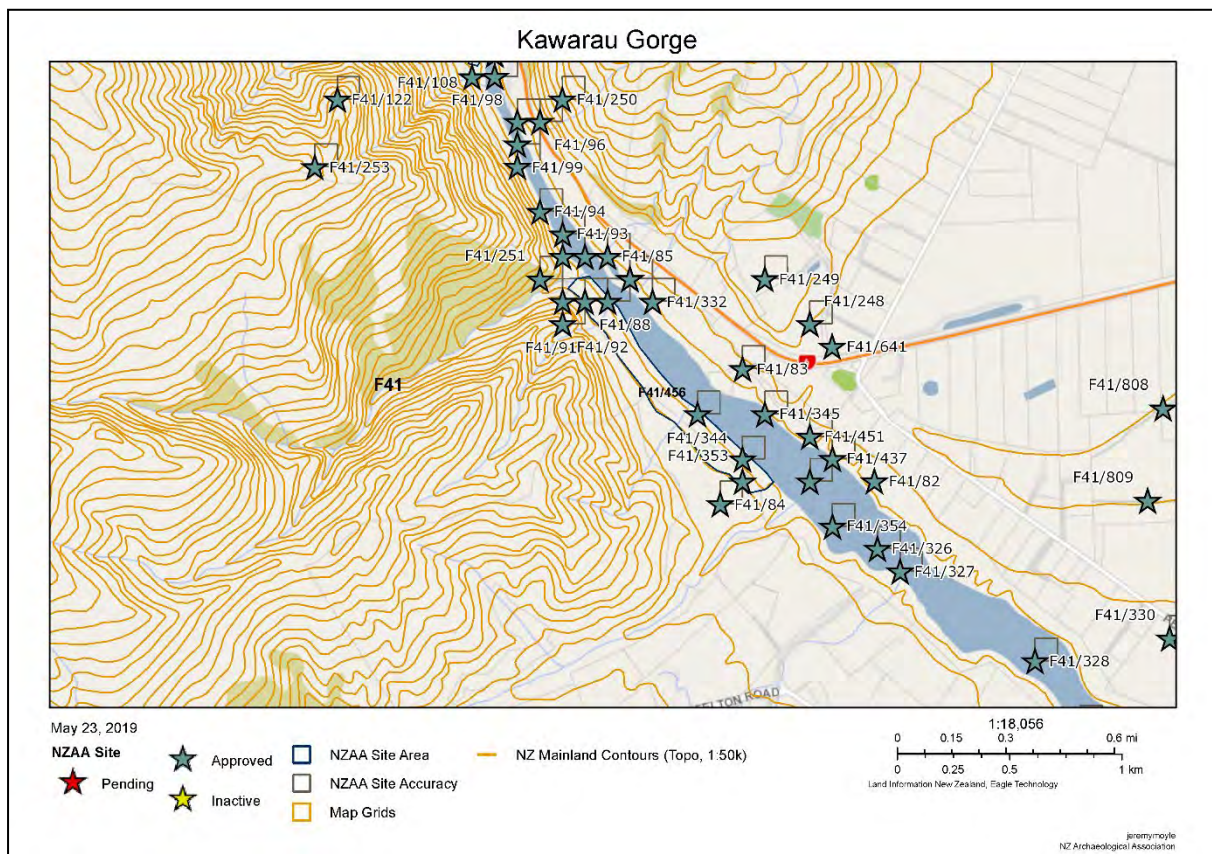 Kawarau Gorge
F41/108
F41/122
F41/98
F41/250
F41/96
F41/253
F41/99
F41/94
F41/93
F41/251
F41/85
F41/249
F41/332
F41/248
F41/88
F41/91
F41/92
F41/641
F41/83
F41
F41/456
F41/808
F41/345
F41/344
F41/451
F41/353
F41/437
F41/82
F41/809
F41/84
F41/354
F41/326
F41/327
F41/330
F41/328
FELTON ROAD
May 23, 2019
NZAA Site
Pending
Approved
Inactive
NZAA Site Area
NZAA Site Accuracy
Map Grids
NZ Mainland Contours (Topo, 1:50k)
1:18,056
0 0.15 0.3 0.6 mi
0 0.25 0.5 1 km
Land Information New Zealand, Eagle Technology
jeremymoyle
NZ Archaeological Association